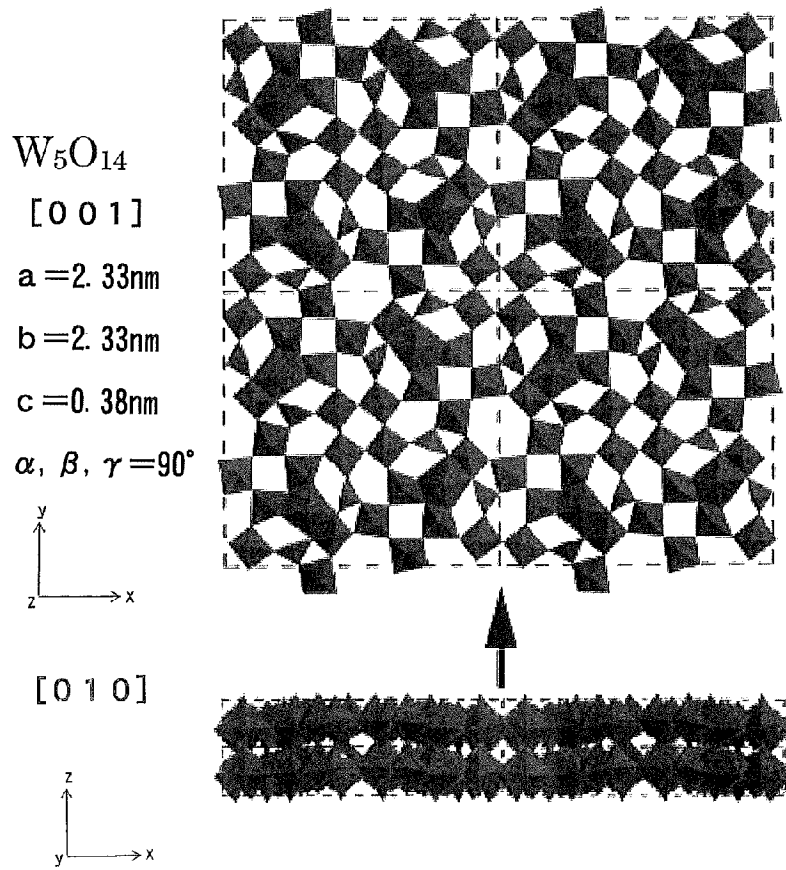 W₅O₁₄
[0 0 1]
a=2.33nm
b=2.33nm
c=0.38nm
α, β, γ=90°
y
z x
[0 1 0]
z
y x